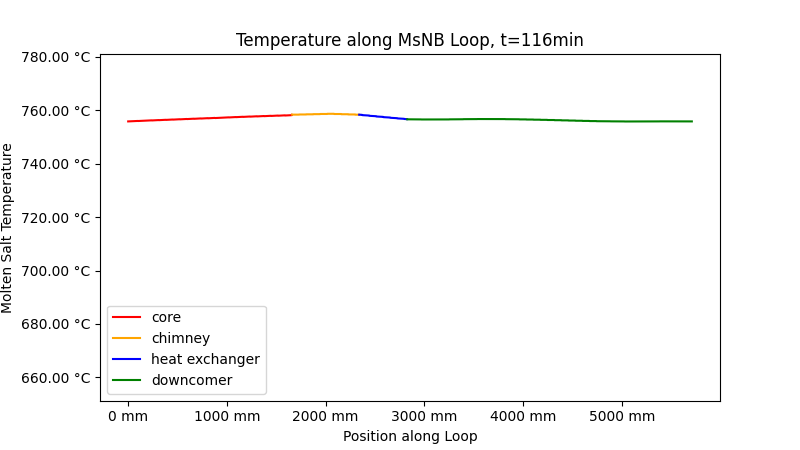 Temperature along MsNB Loop, t=116min
Molten Salt Temperature
780.00 °C
760.00 °C
740.00 °C
720.00 °C
700.00 °C
680.00 °C
660.00 °C
core
chimney
heat exchanger
downcomer
0 mm
1000 mm
2000 mm
3000 mm
4000 mm
5000 mm
Position along Loop